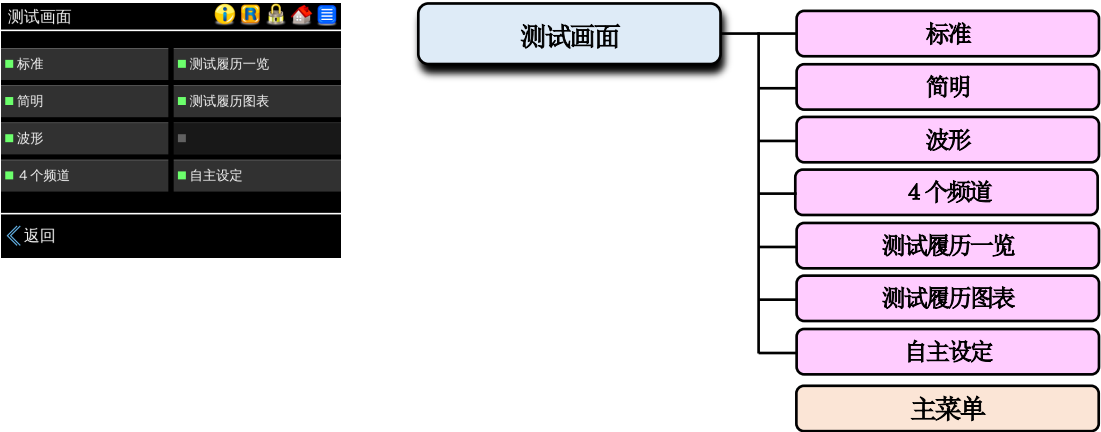 测试画面
i R
标准
测试履历一览
简明
测试履历图表
波形
4个频道
自主设定
返回
测试画面
标准
简明
波形
4个频道
测试履历一览
测试履历图表
自主设定
主菜单